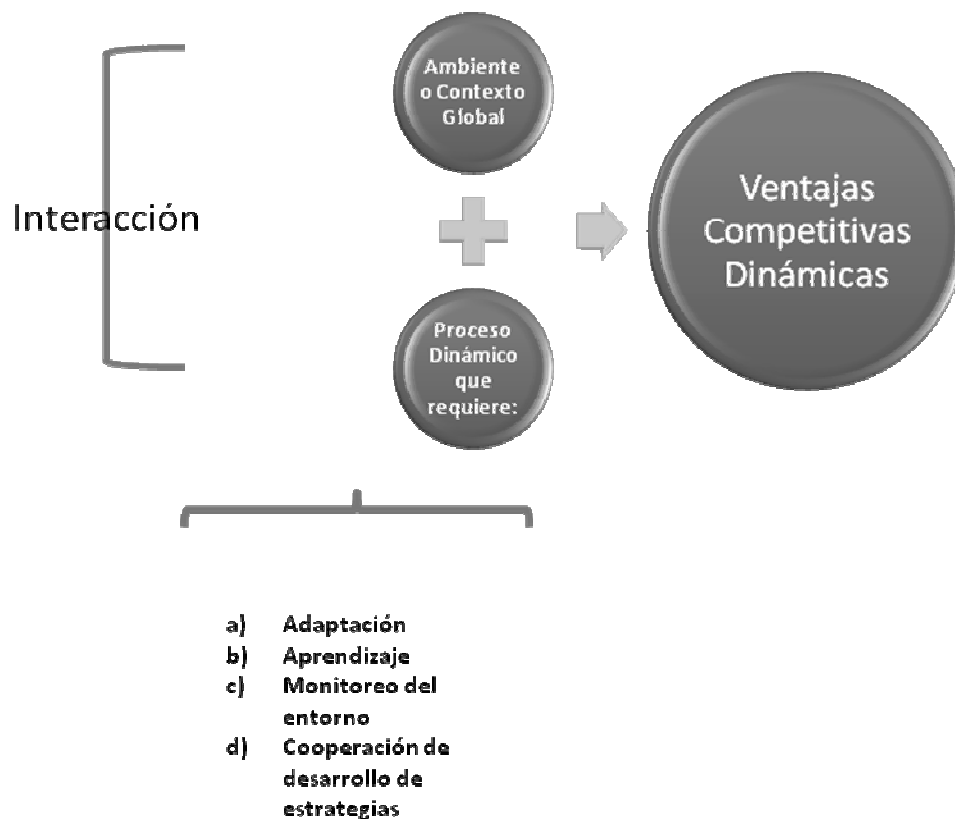 Ambiente
o Contexto
Global
Interacción
Ventajas
Competitivas
Dinámicas
Proceso
Dinámico
que
requiere:
a) Adaptación
b) Aprendizaje
c) Monitoreo del
entorno
d) Cooperación de
desarrollo de
estrategias